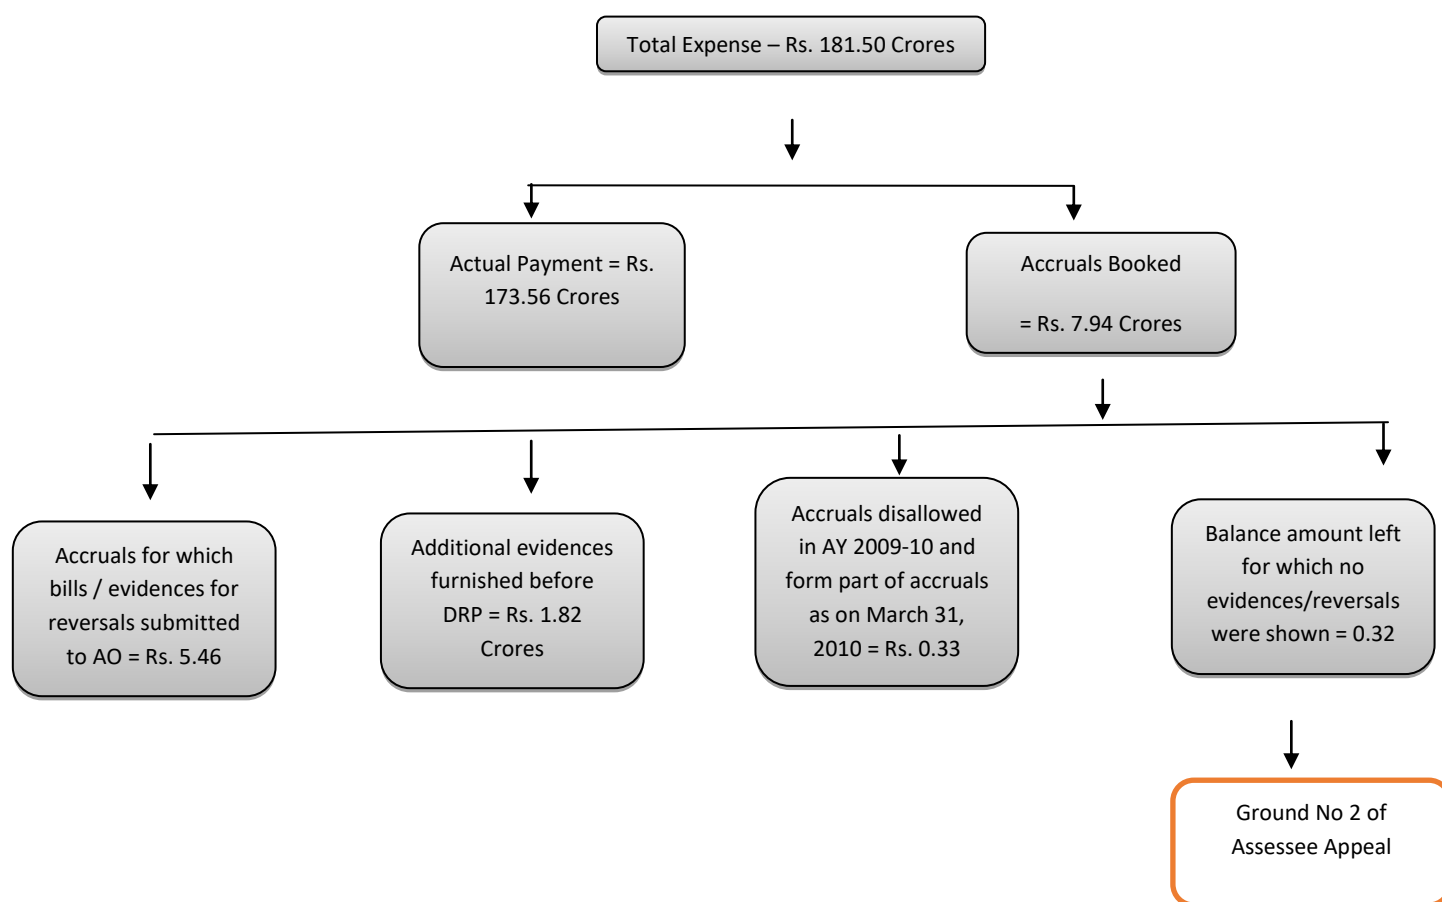 Total Expense – Rs. 181.50 Crores
Actual Payment = Rs.
173.56 Crores
Accruals Booked
= Rs. 7.94 Crores
Accruals for which
bills / evidences for
reversals submitted
to AO = Rs. 5.46
Additional evidences
furnished before
DRP = Rs. 1.82
Crores
Accruals disallowed
in AY 2009-10 and
form part of accruals
as on March 31,
2010 = Rs. 0.33
Balance amount left
for which no
evidences/reversals
were shown = 0.32
Ground No 2 of
Assessee Appeal